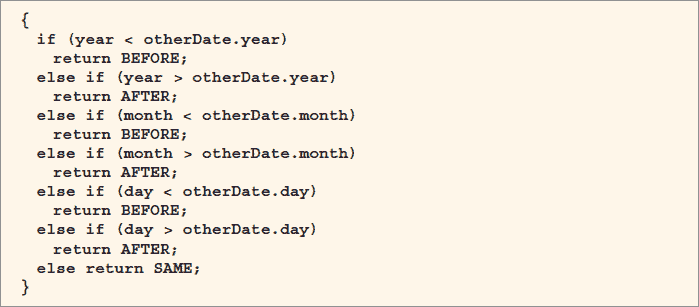 {
if (year < otherDate.year)
return BEFORE;
else if (year > otherDate.year)
return AFTER;
else if (month < otherDate.month)
return BEFORE;
else if (month > otherDate.month)
return AFTER;
else if (day < otherDate.day)
return BEFORE;
else if (day > otherDate.day)
return AFTER;
else return SAME;
}